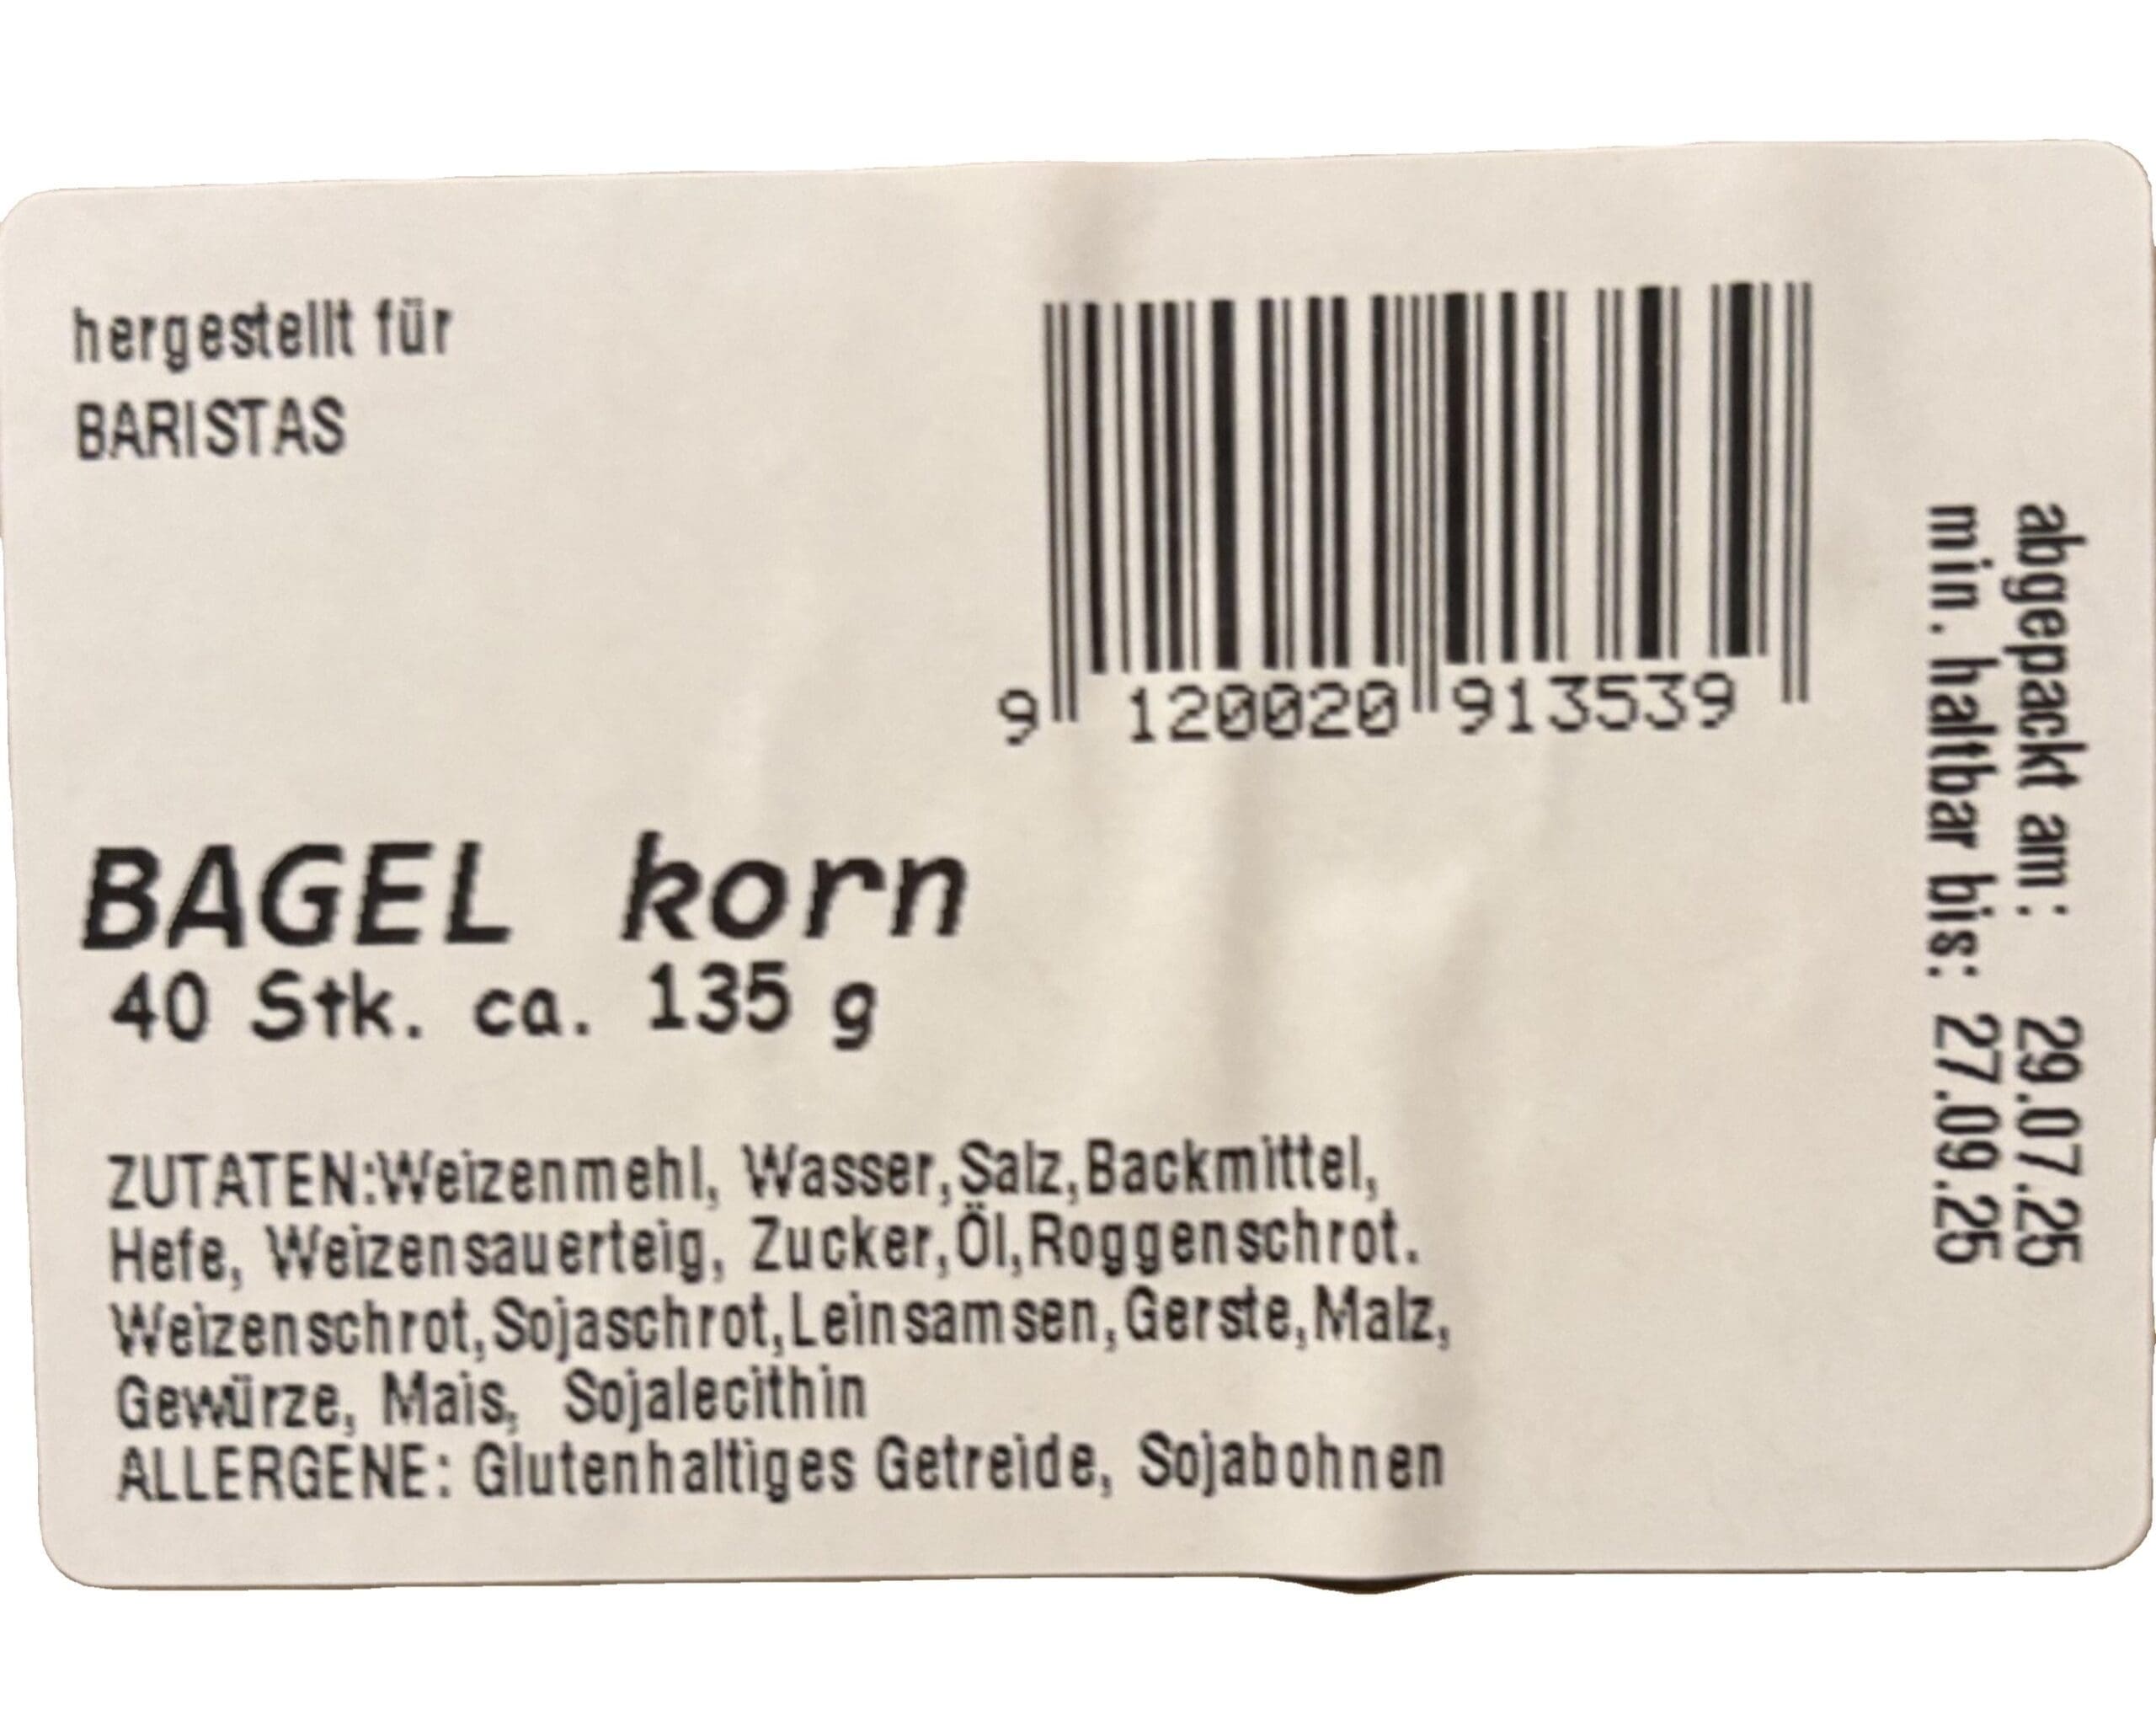 hergestellt für
BARISTAS
9 120020 913539
BAGEL korn
40 Stk. ca. 135 g
ZUTATEN:Weizenmehl, Wasser,Salz,Backmittel,
Hefe, Weizensauerteig, Zucker,Öl,Roggenschrot.
Weizenschrot,Sojaschrot,Leinsamsen,Gerste,Malz,
Gewürze, Mais, Sojalecithin
ALLERGENE: Glutenhaltiges Getreide, Sojabohnen
abgepackt am: 29.07.25
min. haltbar bis: 27.09.25